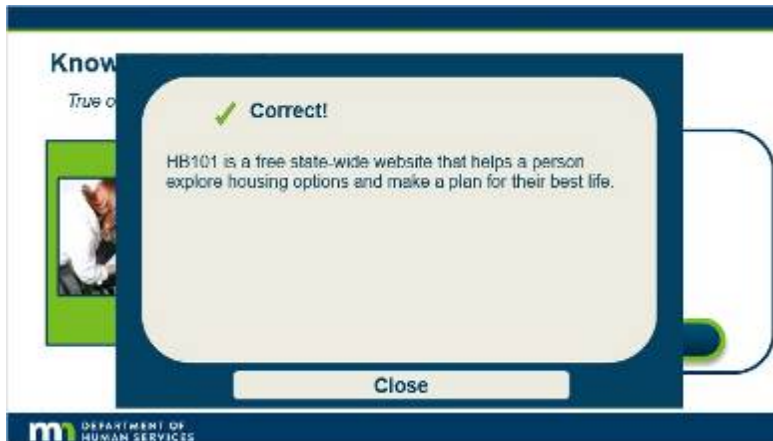 Know
True o
Correct!
HB101 is a free state-wide website that helps a person
explore housing options and make a plan for their best life.
Close
DEPARTMENT OF
HUMAN SERVICES